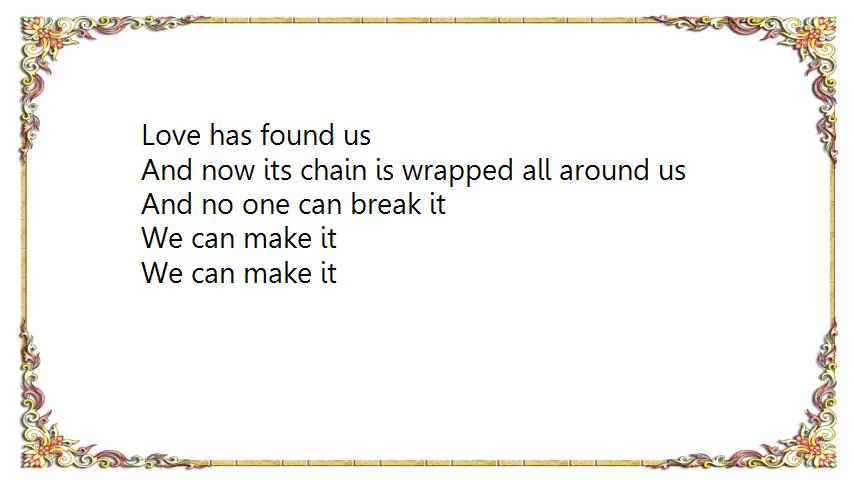 Love has found us
And now its chain is wrapped all around us
And no one can break it
We can make it
We can make it